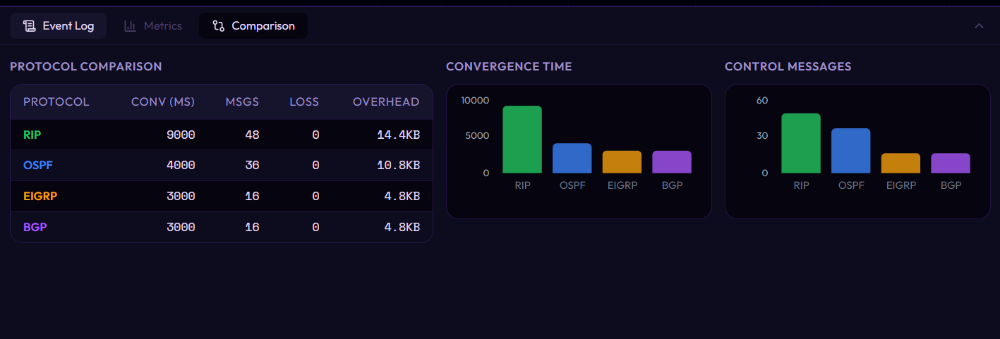 Event Log Metrics Comparison
PROTOCOL COMPARISON
PROTOCOL CONV (MS) MSGS LOSS OVERHEAD
RIP 9000 48 0 14.4KB
OSPF 4000 36 0 10.8KB
EIGRP 3000 16 0 4.8KB
BGP 3000 16 0 4.8KB
CONVERGENCE TIME
10000
5000
0
RIP OSPF EIGRP BGP
CONTROL MESSAGES
60
30
0
RIP OSPF EIGRP BGP